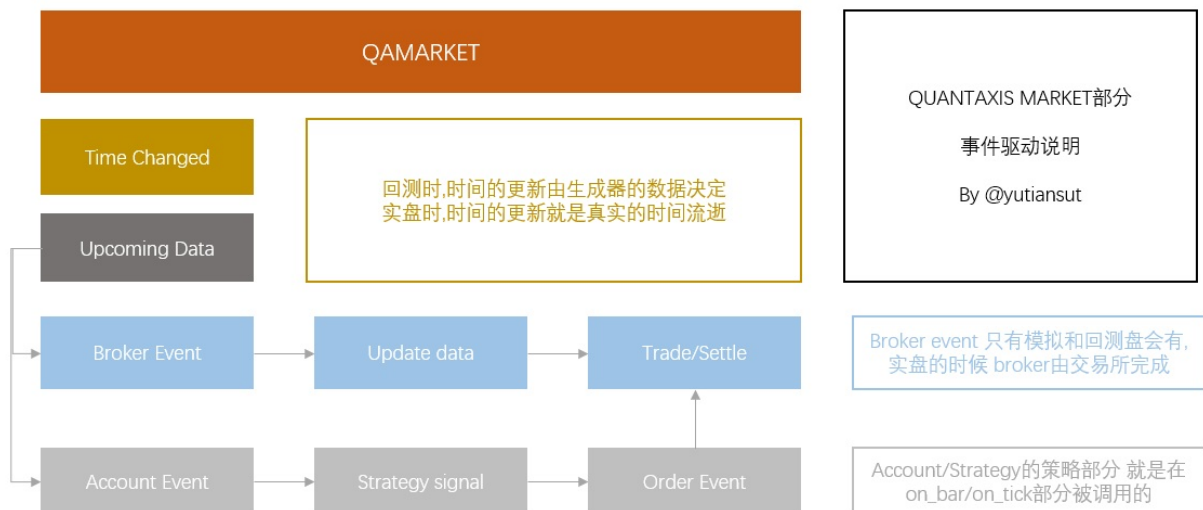 QAMARKET
QUANTAXIS MARKET部分
事件驱动说明
By @yutiansut
Time Changed
回测时,时间的更新由生成器的数据决定
实盘时,时间的更新就是真实的时间流逝
Upcoming Data
Broker Event
Update data
Trade/Settle
Broker event 只有模拟和回测盘会有,
实盘的时候 broker由交易所完成
Account Event
Strategy signal
Order Event
Account/Strategy的策略部分 就是在
on_bar/on_tick部分被调用的